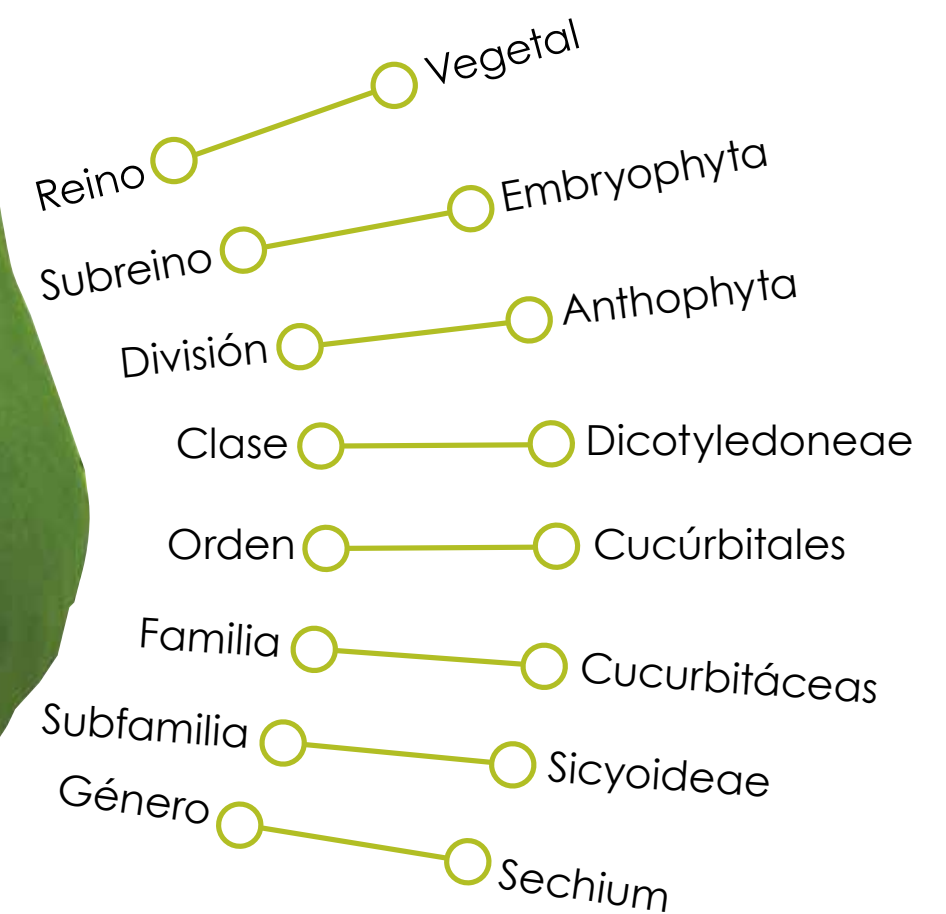 Reino Vegetal
Subreino Embryophyta
División Anthophyta
Clase Dicotyledoneae
Orden Cucúrbitales
Familia Cucurbitáceas
Subfamilia Sicyoideae
Género Sechium